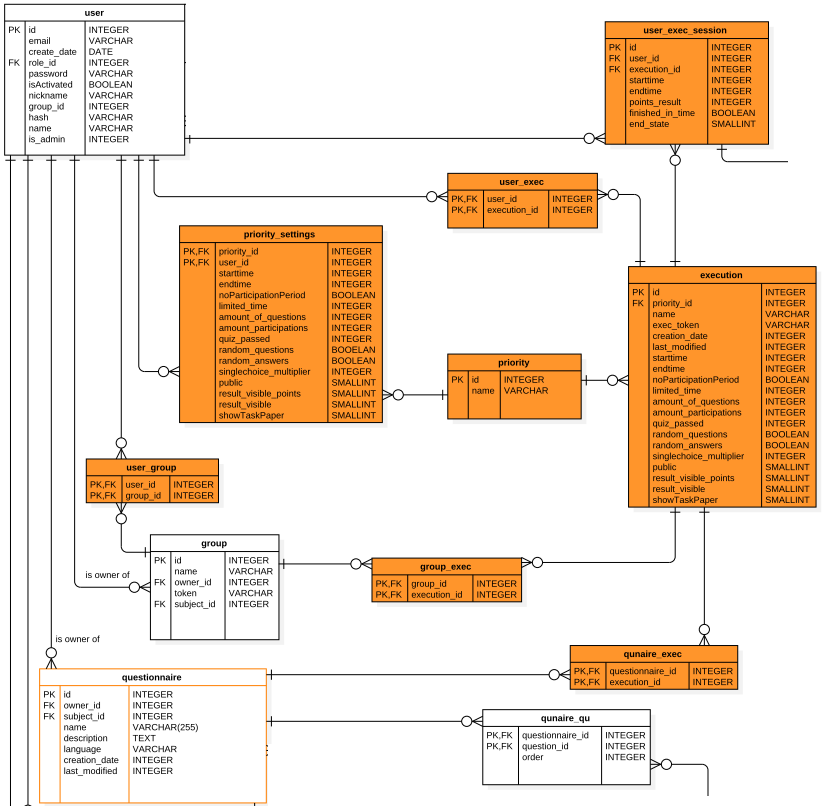 user
PK id INTEGER
email VARCHAR
create_date DATE
FK role_id INTEGER
password VARCHAR
isActivated BOOLEAN
nickname VARCHAR
group_id INTEGER
hash VARCHAR
name VARCHAR
is_admin INTEGER
user_exec_session
PK id INTEGER
FK user_id INTEGER
FK execution_id INTEGER
starttime INTEGER
endtime INTEGER
points_result INTEGER
finished_in_time BOOLEAN
end_state SMALLINT
user_exec
PK,FK user_id INTEGER
PK,FK execution_id INTEGER
priority_settings
PK,FK priority_id INTEGER
PK,FK user_id INTEGER
starttime INTEGER
endtime INTEGER
noParticipationPeriod BOOLEAN
limited_time INTEGER
amount_of_questions INTEGER
amount_participations INTEGER
quiz_passed INTEGER
random_questions BOOELAN
random_answers BOOLEAN
singlechoice_multiplier INTEGER
public SMALLINT
result_visible_points SMALLINT
result_visible SMALLINT
showTaskPaper SMALLINT
execution
PK id INTEGER
FK priority_id INTEGER
name VARCHAR
exec_token VARCHAR
creation_date INTEGER
last_modified INTEGER
starttime INTEGER
endtime INTEGER
noParticipationPeriod BOOLEAN
limited_time INTEGER
amount_of_questions INTEGER
amount_participations INTEGER
quiz_passed INTEGER
random_questions BOOLEAN
random_answers BOOLEAN
singlechoice_multiplier INTEGER
public SMALLINT
result_visible_points SMALLINT
result_visible SMALLINT
showTaskPaper SMALLINT
priority
PK id INTEGER
name VARCHAR
user_group
PK,FK user_id INTEGER
PK,FK group_id INTEGER
group
PK id INTEGER
name VARCHAR
FK owner_id INTEGER
token VARCHAR
FK subject_id INTEGER
is owner of
group_exec
PK,FK group_id INTEGER
PK,FK execution_id INTEGER
is owner of
qunaire_exec
PK,FK questionnaire_id INTEGER
PK,FK execution_id INTEGER
questionnaire
PK id INTEGER
FK owner_id INTEGER
FK subject_id INTEGER
name VARCHAR(255)
description TEXT
language VARCHAR
creation_date INTEGER
last_modified INTEGER
qunaire_qu
PK,FK questionnaire_id INTEGER
PK,FK question_id INTEGER
order INTEGER